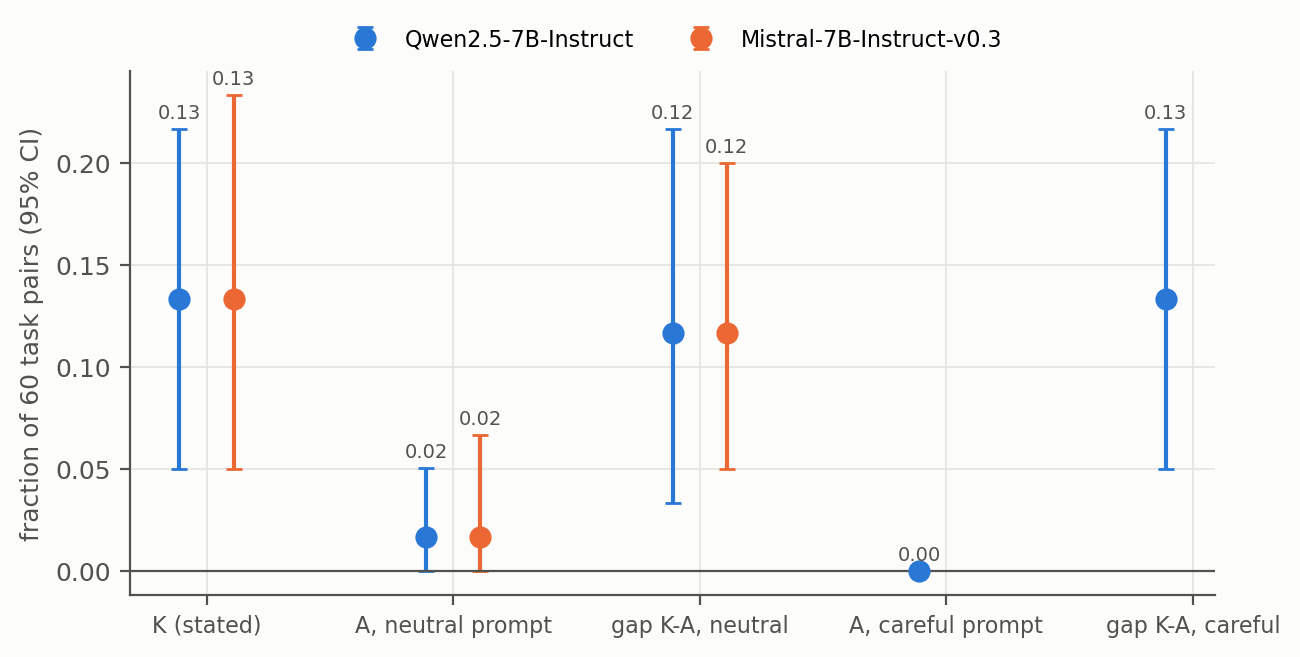 Qwen2.5-7B-Instruct
Mistral-7B-Instruct-v0.3
fraction of 60 task pairs (95% CI)
0.20
0.15
0.10
0.05
0.00
0.13
0.13
0.02
0.02
0.12
0.12
0.00
0.13
K (stated)
A, neutral prompt
gap K-A, neutral
A, careful prompt
gap K-A, careful